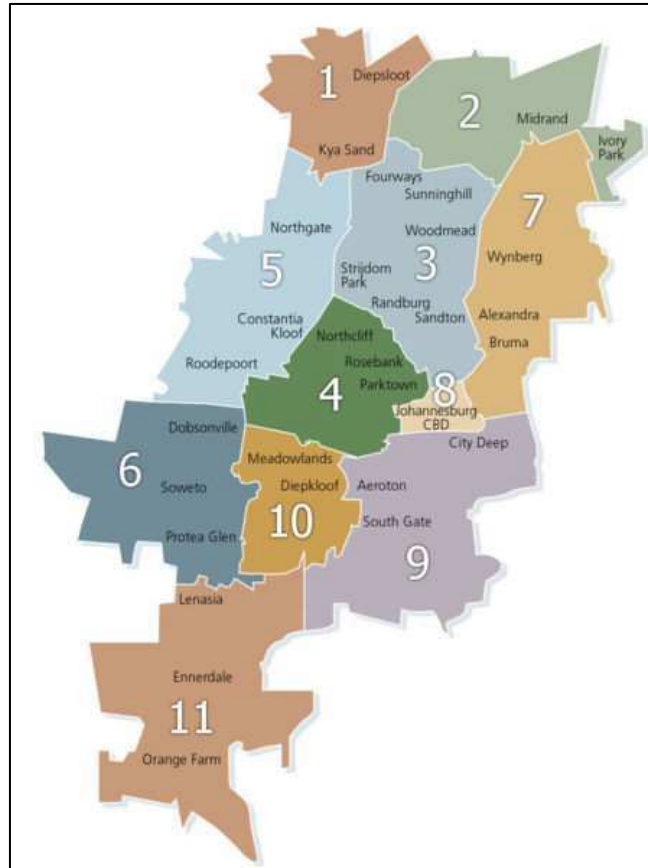 1
Diepsloot
Kya Sand
2
Midrand
Ivory
Park
Fourways
Sunninghill
Woodmead
3
Strijdom
Park
Randburg
Sandton
7
Wynberg
Alexandra
Bruma
Northgate
5
Constantia
Kloof
Roodepoort
Northcliff
Rosebank
Parktown
4
8
Johannesburg
CBD
Dobsonville
6
Soweto
Protea Glen
Meadowlands
Diepkloof
10
City Deep
Aeroton
South Gate
9
Lenasia
Ennerdale
11
Orange Farm